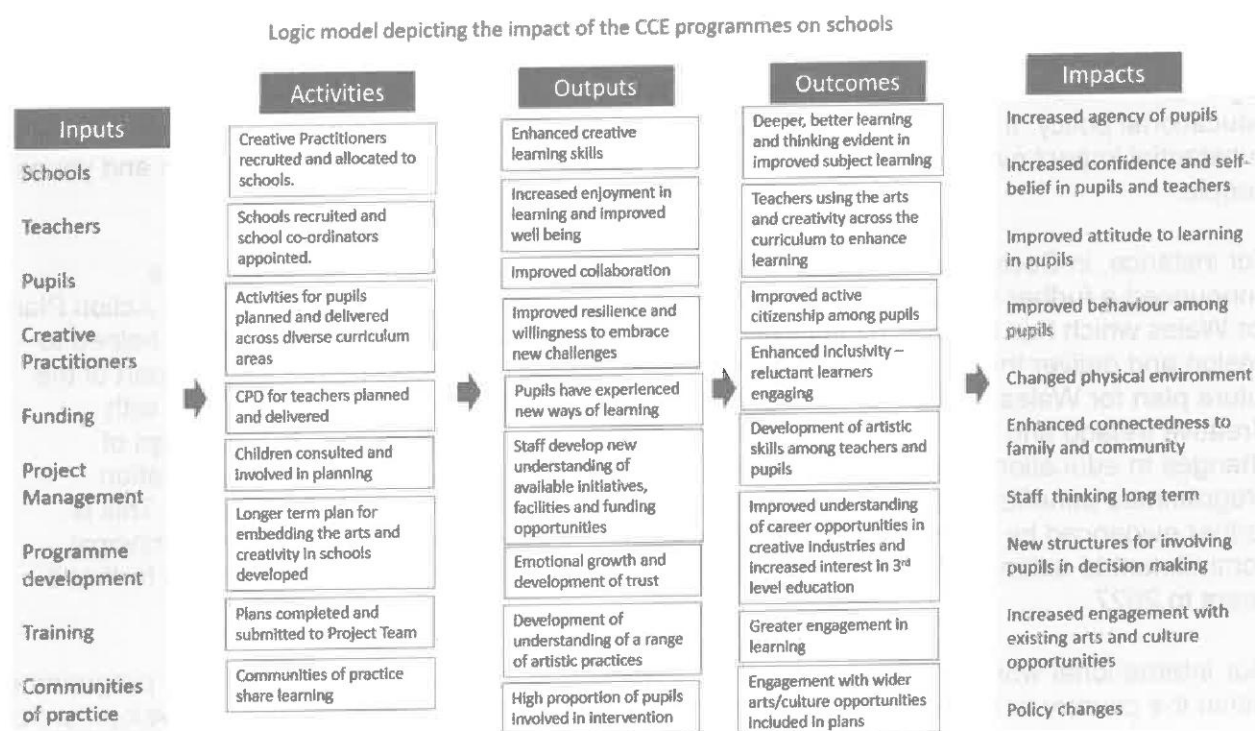 Logic model depicting the impact of the CCE programmes on schools
Inputs
Schools
Teachers
Pupils
Creative
Practitioners
Funding
Project
Management
Programme
development
Training
Communities
of practice
Activities
Creative Practitioners
recruited and allocated to
schools.
Schools recruited and
school co-ordinators
appointed.
Activities for pupils
planned and delivered
across diverse curriculum
areas
CPD for teachers planned
and delivered
Children consulted and
involved in planning
Longer term plan for
embedding the arts and
creativity in schools
developed
Plans completed and
submitted to Project Team
Communities of practice
share learning
Outputs
Enhanced creative
learning skills
Increased enjoyment in
learning and improved
well being
Improved collaboration
Improved resilience and
willingness to embrace
new challenges
Pupils have experienced
new ways of learning
Staff develop new
understanding of
available initiatives,
facilities and funding
opportunities
Emotional growth and
development of trust
Development of
understanding of a range
of artistic practices
High proportion of pupils
involved in intervention
Outcomes
Deeper, better learning
and thinking evident in
improved subject learning
Teachers using the arts
and creativity across the
curriculum to enhance
learning
Improved active
citizenship among pupils
Enhanced inclusivity –
reluctant learners
engaging
Development of artistic
skills among teachers and
pupils
Improved understanding
of career opportunities in
creative industries and
increased interest in 3rd
level education
Greater engagement in
learning
Engagement with wider
arts/culture opportunities
included in plans
Impacts
Increased agency of pupils
Increased confidence and self-
belief in pupils and teachers
Improved attitude to learning
in pupils
Improved behaviour among
pupils
Changed physical environment
Enhanced connectedness to
family and community
Staff thinking long term
New structures for involving
pupils in decision making
Increased engagement with
existing arts and culture
opportunities
Policy changes